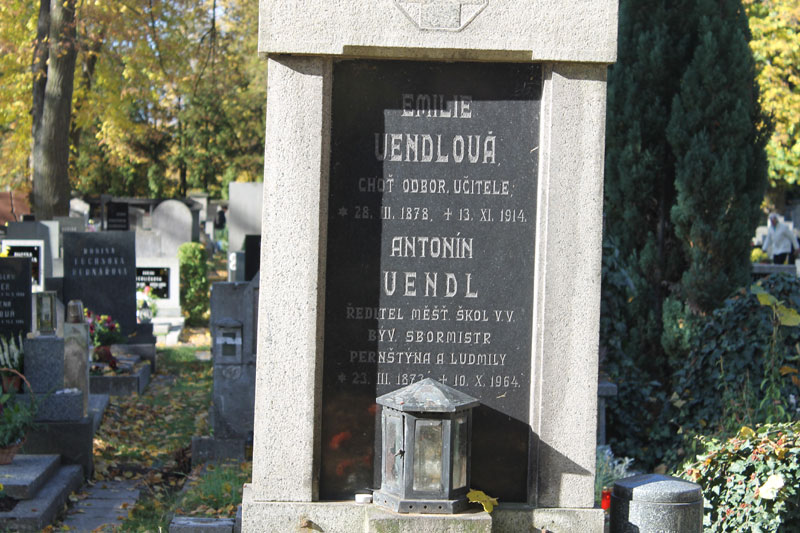 EMILIE
VENDLOVÁ
CHOŤ ODBOR. UČITELE,
* 28. III. 1878. + 13. XI. 1914.
ANTONÍN
VENDL
ŘEDITEL MĚŠŤ. ŠKOL V.V.
BÝV. SBORMISTR
PERNŠTÝNA A LUDMILY
* 23. III. 1873. + 10. X. 1964.